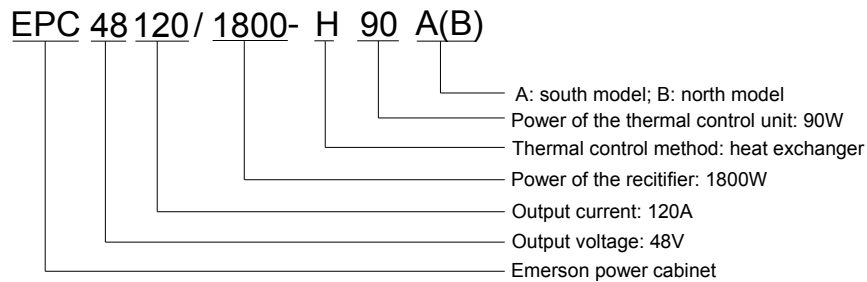 EPC 48 120 / 1800- H 90 A(B)
A: south model; B: north model
Power of the thermal control unit: 90W
Thermal control method: heat exchanger
Power of the recitifier: 1800W
Output current: 120A
Output voltage: 48V
Emerson power cabinet